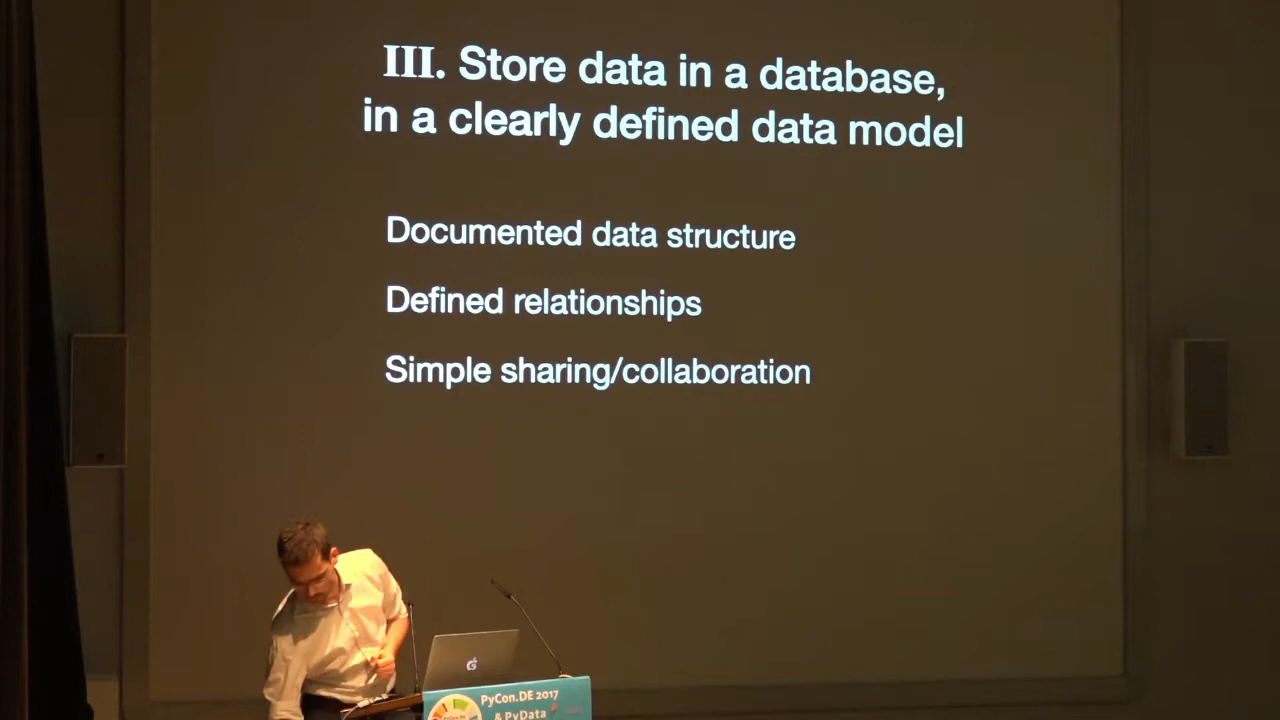 III. Store data in a database,
in a clearly defined data model
Documented data structure
Defined relationships
Simple sharing/collaboration
PyCon.DE 2017
& PyData